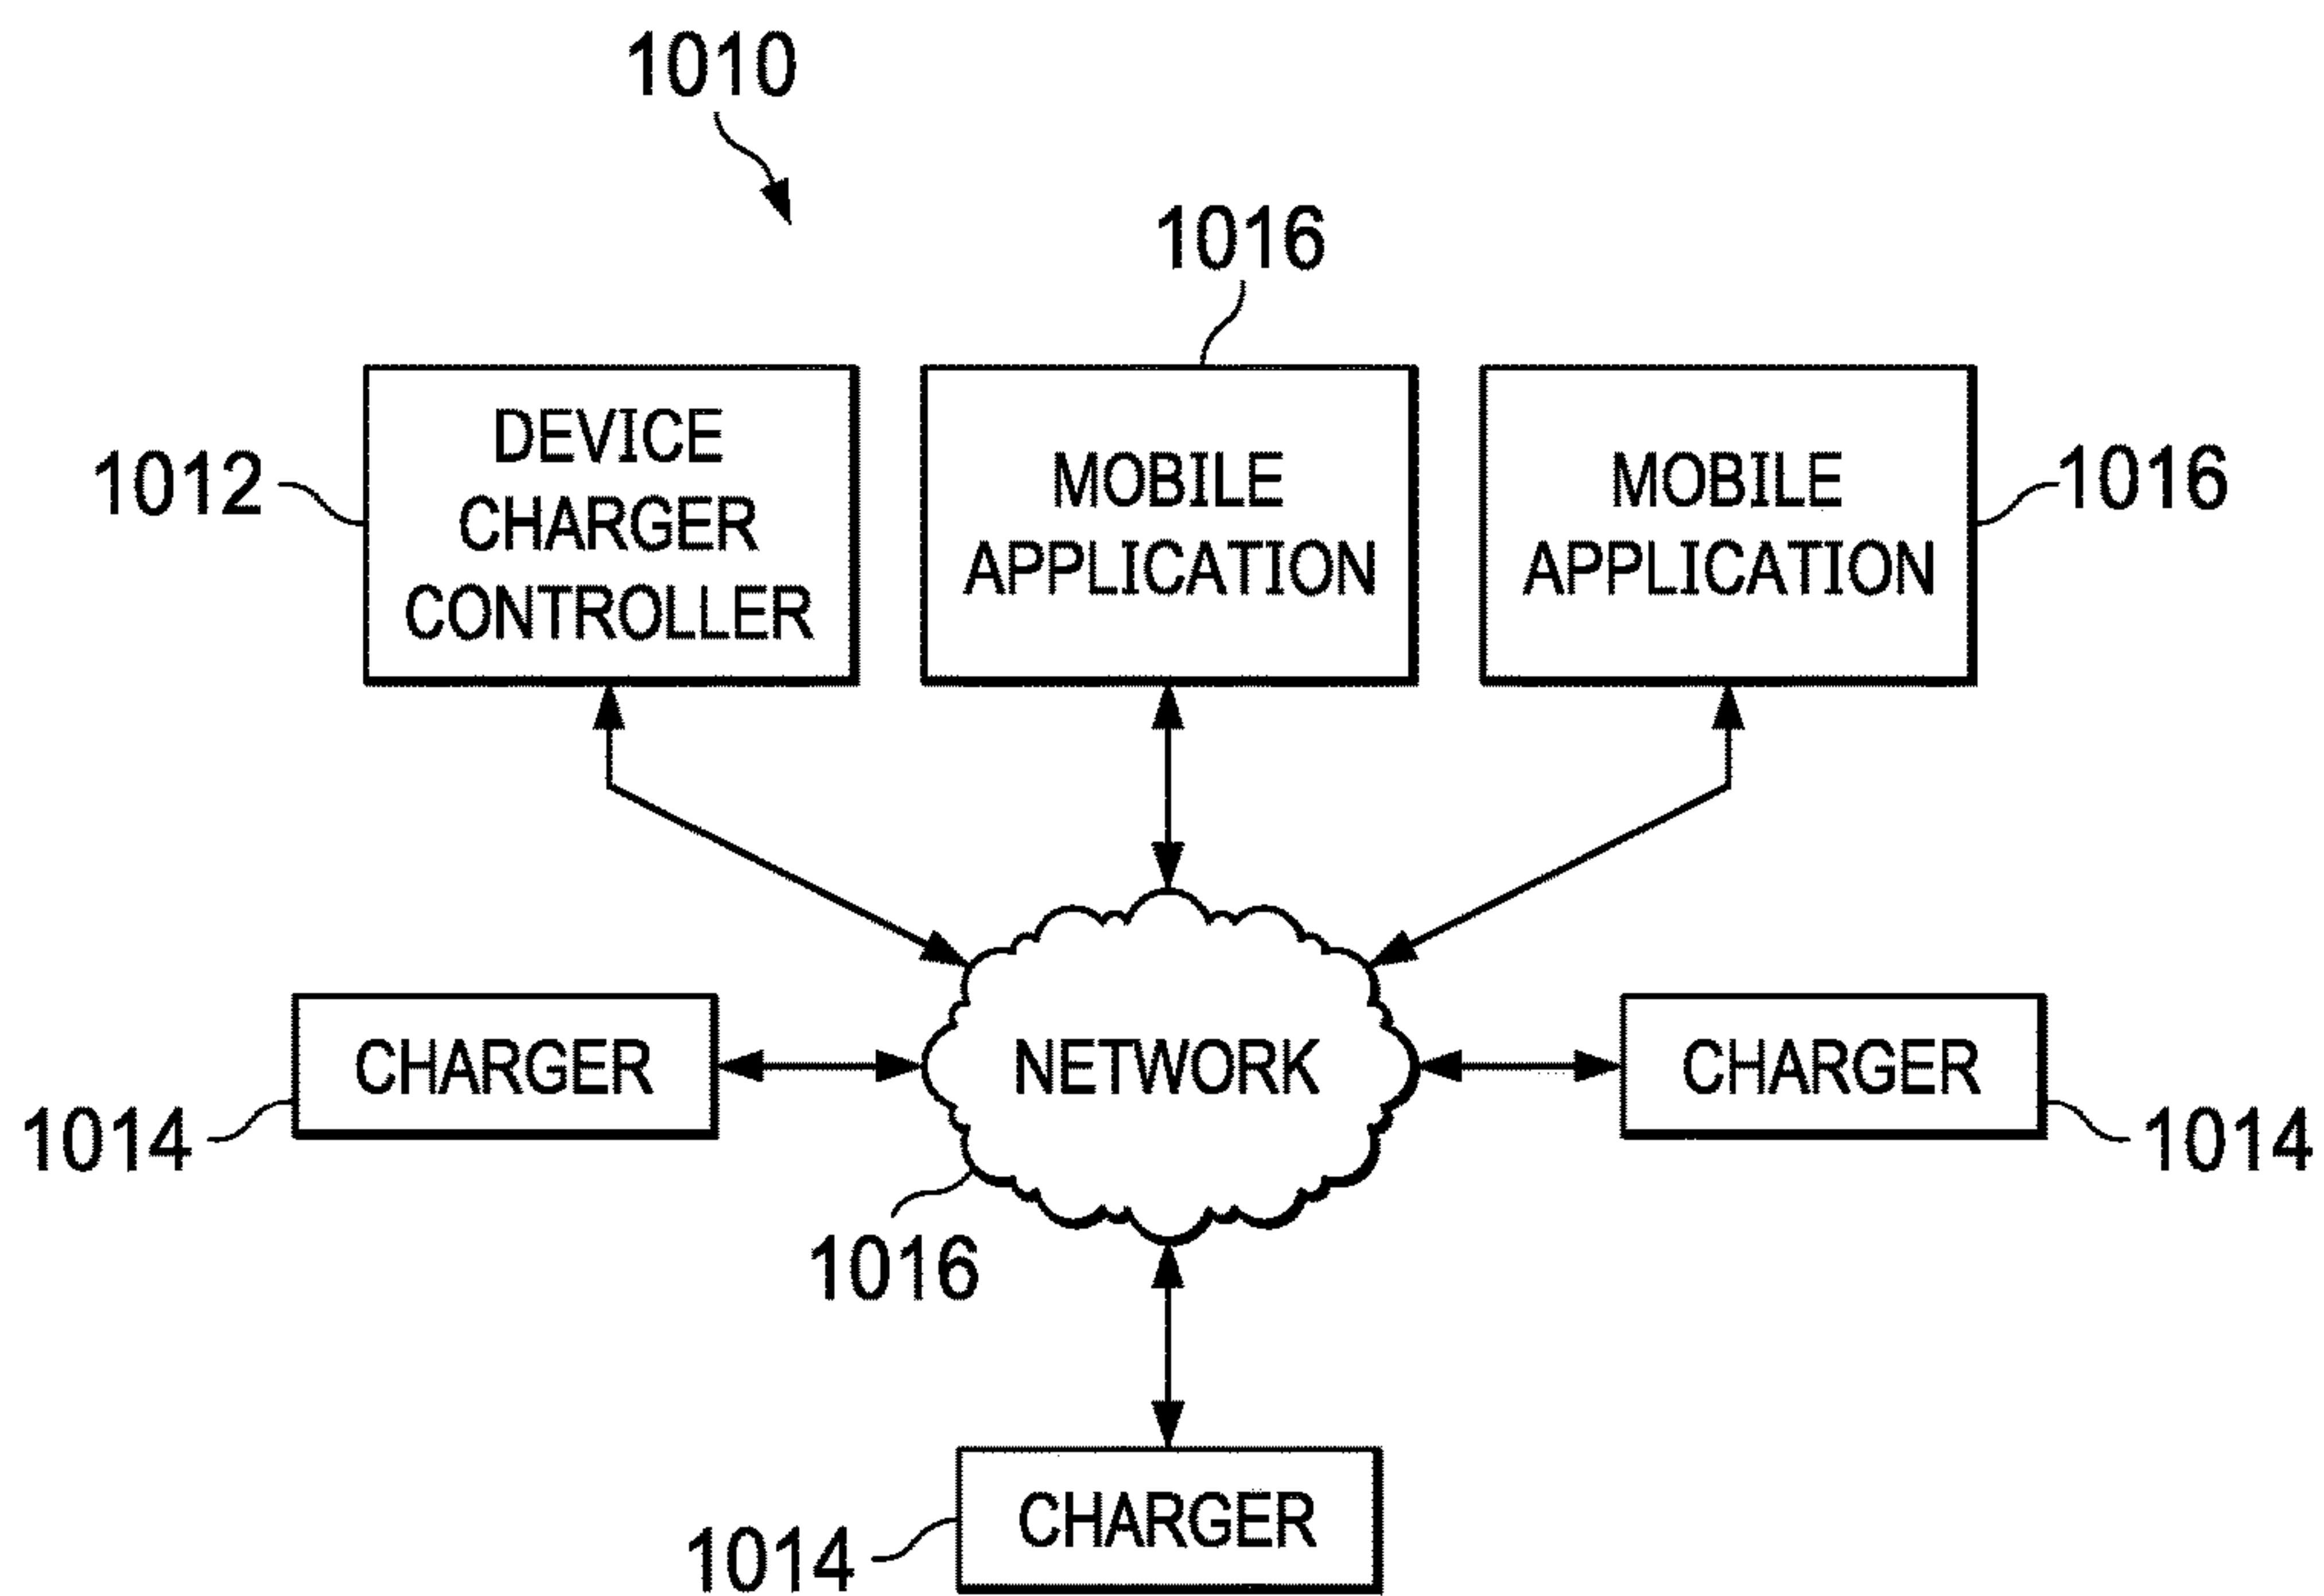 1010
1016
1012
DEVICE
CHARGER
CONTROLLER
MOBILE
APPLICATION
MOBILE
APPLICATION
1016
CHARGER
NETWORK
CHARGER
1014
1014
1016
CHARGER
1014